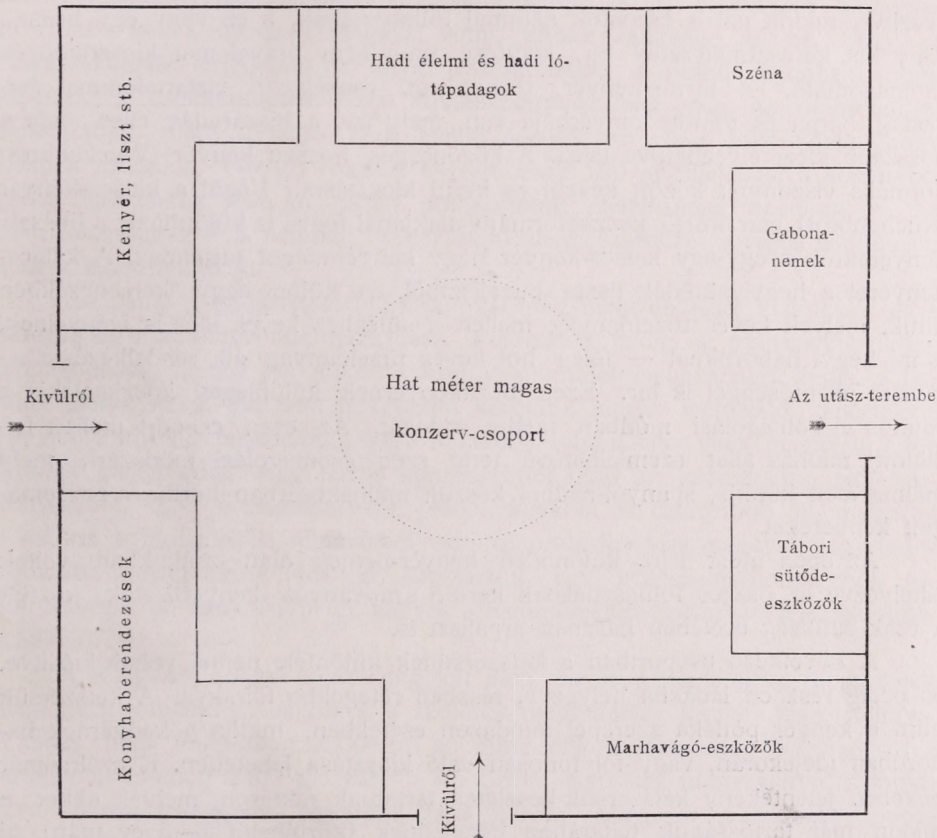 Hadi élelmi és hadi ló-
tápadagok
Széna
Kenyér, liszt stb.
Gabona-
nemek
Kivülről
Hat méter magas
konzerv-csoport
Az utász-terembe
Tábori
sütőde-
eszközök
Konyhaberendezések
Marhavágó-eszközök
Kivülről